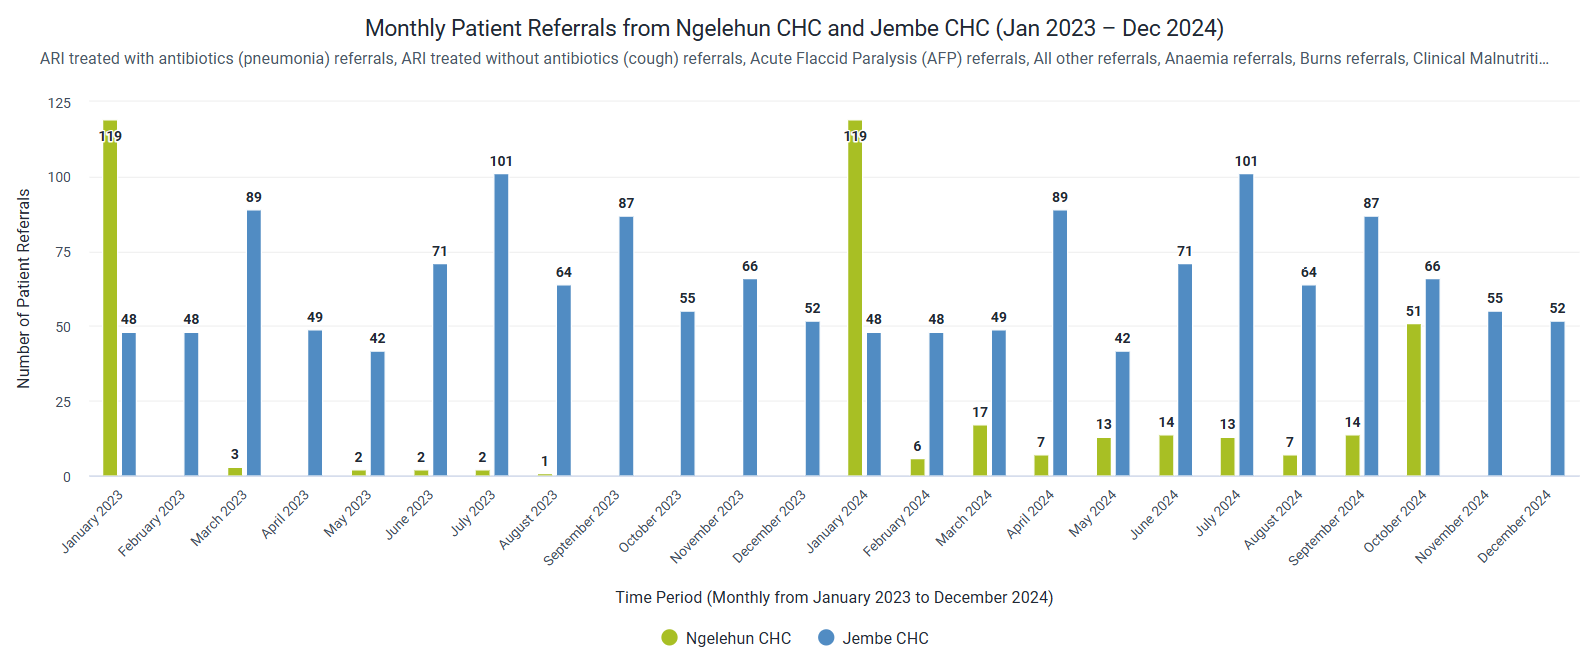 Monthly Patient Referrals from Ngelehun CHC and Jembe CHC (Jan 2023 – Dec 2024)
ARI treated with antibiotics (pneumonia) referrals, ARI treated without antibiotics (cough) referrals, Acute Flaccid Paralysis (AFP) referrals, All other referrals, Anaemia referrals, Burns referrals, Clinical Malnutriti...
Number of Patient Referrals
125
100
75
50
25
0
119
48
48
3
89
49
2
42
2
71
2
101
1
64
87
55
66
52
119
48
6
48
17
49
7
89
13
42
14
71
13
101
7
64
14
87
51
66
55
52
January 2023
February 2023
March 2023
April 2023
May 2023
June 2023
July 2023
August 2023
September 2023
October 2023
November 2023
December 2023
January 2024
February 2024
March 2024
April 2024
May 2024
June 2024
July 2024
August 2024
September 2024
October 2024
November 2024
December 2024
Time Period (Monthly from January 2023 to December 2024)
Ngelehun CHC
Jembe CHC